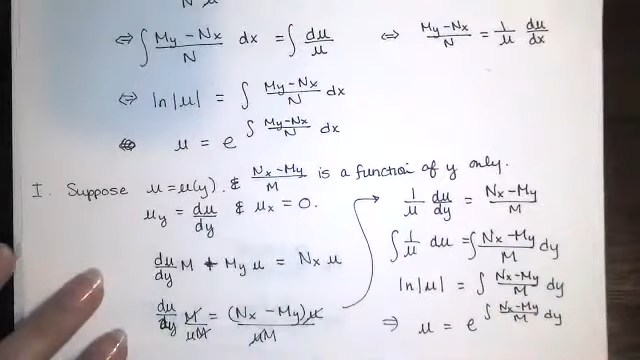 N μ
⇔ ∫ My - Nx / N dx = ∫ dμ/μ ⇔ My - Nx / N = 1/μ dμ/dx
⇔ ln|μ| = ∫ My - Nx / N dx
μ = e^∫ My - Nx / N dx
I. Suppose μ = μ(y). & Nx - My / M is a function of y only.
μy = dμ/dy & μx = 0.
dμ/dy M + My μ = Nx μ
dμ/dy M / μM = (Nx - My)μ / μM
1/μ dμ/dy = Nx - My / M
∫ 1/μ dμ = ∫ Nx - My / M dy
ln|μ| = ∫ Nx - My / M dy
⇒ μ = e^∫ Nx - My / M dy